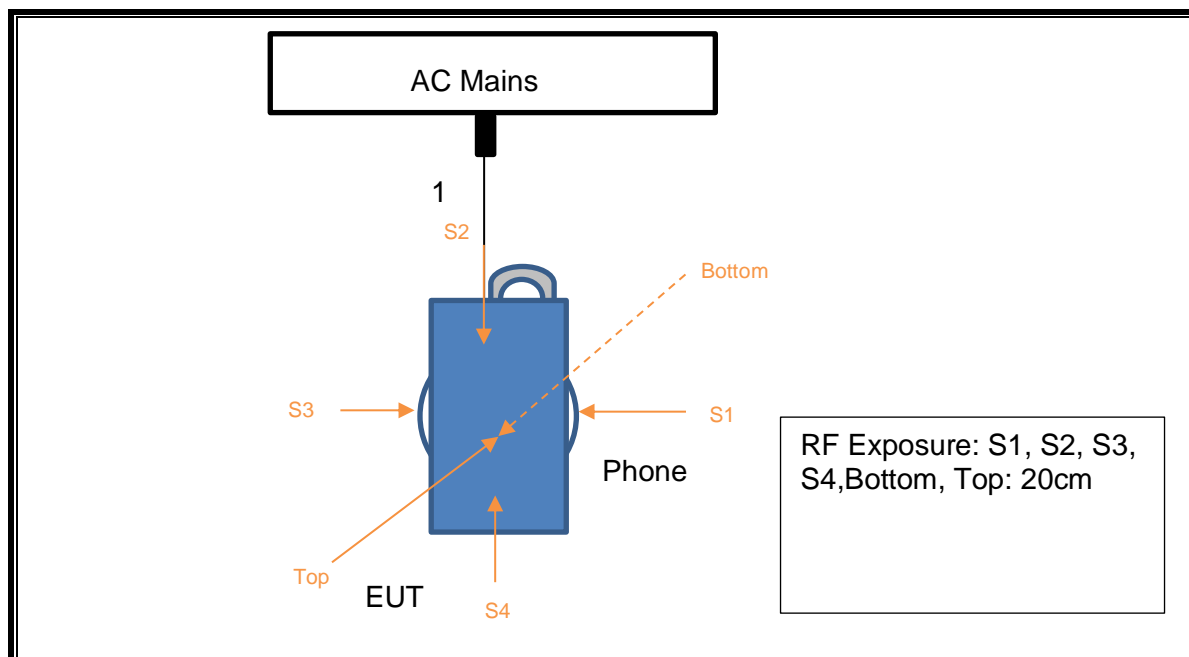 AC Mains
1
S2
Bottom
S3
S1
RF Exposure: S1, S2, S3,
S4,Bottom, Top: 20cm
Phone
Top
EUT
S4